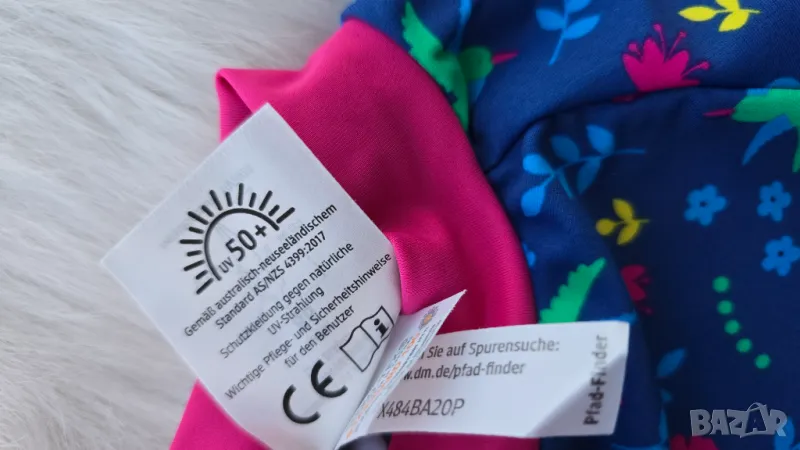 UV 50+
Gemäß australisch-neuseeländischem
Standard AS/NZS 4399:2017
Schutzkleidung gegen natürliche
UV-Strahlung
Wichtige Pflege- und Sicherheitshinweise
für den Benutzer
CE
Sie auf Spurensuche:
.dm.de/pfad-finder
X484BA20P
Pfad-Finder
BAZAR